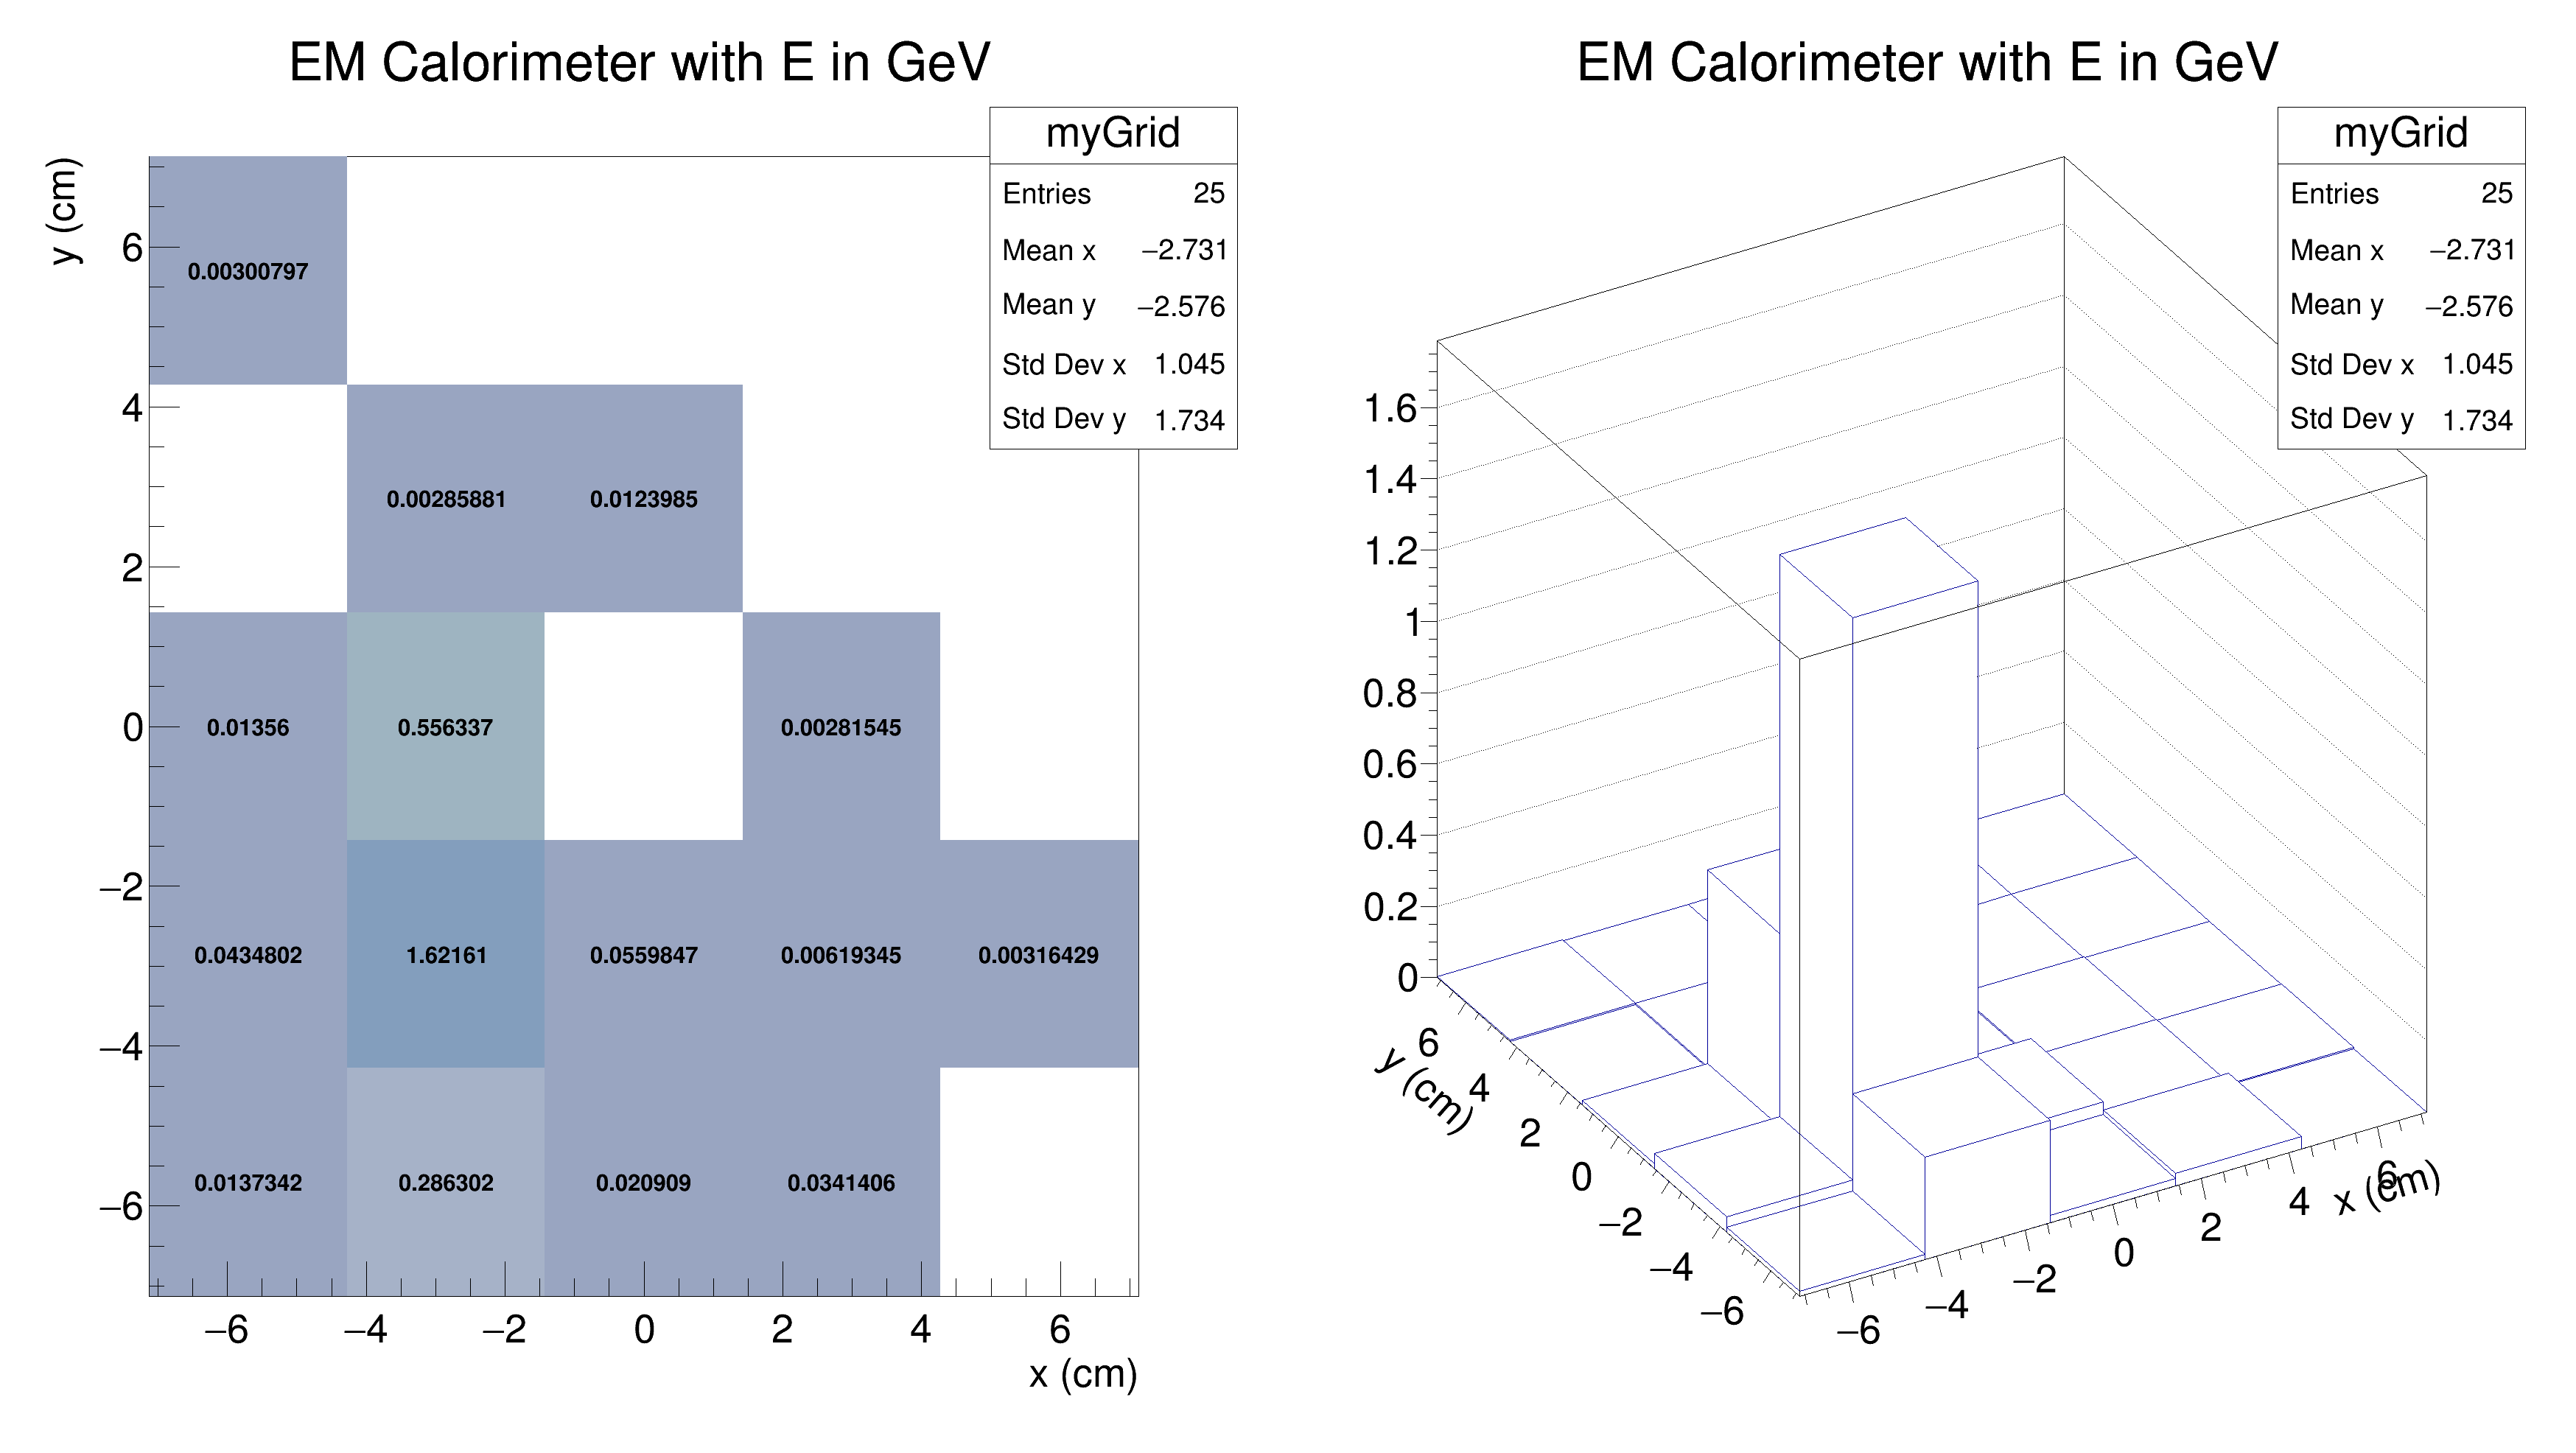 EM Calorimeter with E in GeV
myGrid
Entries 25
Mean x −2.731
Mean y −2.576
Std Dev x 1.045
Std Dev y 1.734
y (cm)
6
4
2
0
−2
−4
−6
0.00300797
0.00285881 0.0123985
0.01356 0.556337 0.00281545
0.0434802 1.62161 0.0559847 0.00619345 0.00316429
0.0137342 0.286302 0.020909 0.0341406
−6 −4 −2 0 2 4 6
x (cm)
EM Calorimeter with E in GeV
myGrid
Entries 25
Mean x −2.731
Mean y −2.576
Std Dev x 1.045
Std Dev y 1.734
1.6
1.4
1.2
1
0.8
0.6
0.4
0.2
0
y (cm)
6
4
2
0
−2
−4
−6
−6 −4 −2 0 2 4 6
x (cm)